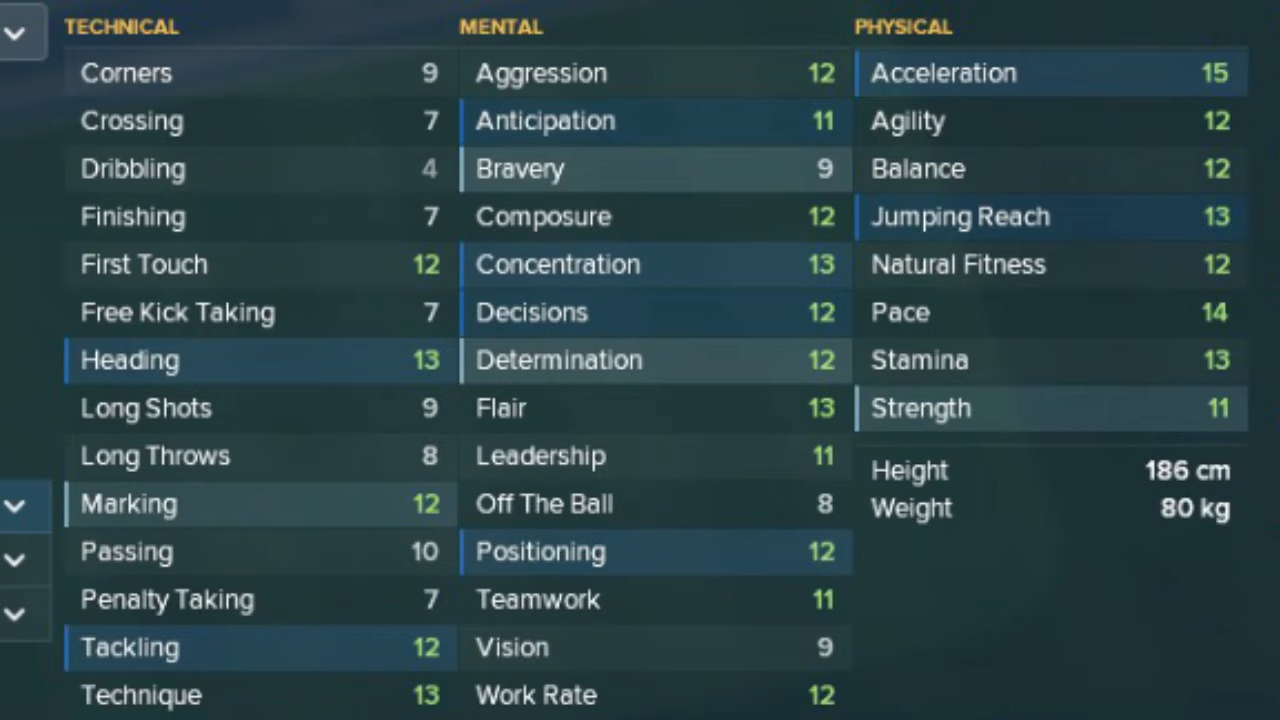 TECHNICAL MENTAL PHYSICAL
Corners 9 Aggression 12 Acceleration 15
Crossing 7 Anticipation 11 Agility 12
Dribbling 4 Bravery 9 Balance 12
Finishing 7 Composure 12 Jumping Reach 13
First Touch 12 Concentration 13 Natural Fitness 12
Free Kick Taking 7 Decisions 12 Pace 14
Heading 13 Determination 12 Stamina 13
Long Shots 9 Flair 13 Strength 11
Long Throws 8 Leadership 11 Height 186 cm
Marking 12 Off The Ball 8 Weight 80 kg
Passing 10 Positioning 12
Penalty Taking 7 Teamwork 11
Tackling 12 Vision 9
Technique 13 Work Rate 12